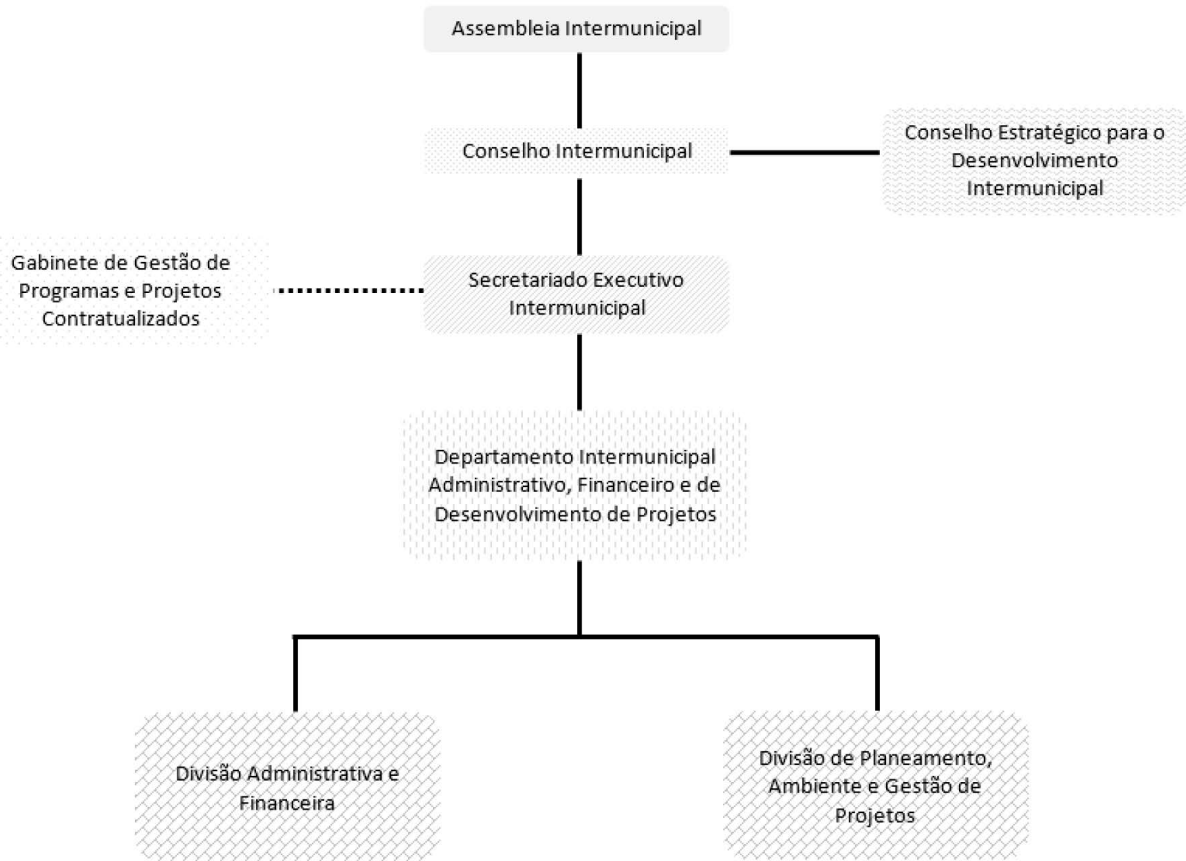 Assembleia Intermunicipal
Conselho Intermunicipal
Conselho Estratégico para o
Desenvolvimento
Intermunicipal
Gabinete de Gestão de
Programas e Projetos
Contratualizados
Secretariado Executivo
Intermunicipal
Departamento Intermunicipal
Administrativo, Financeiro e de
Desenvolvimento de Projetos
Divisão Administrativa e
Financeira
Divisão de Planeamento,
Ambiente e Gestão de
Projetos